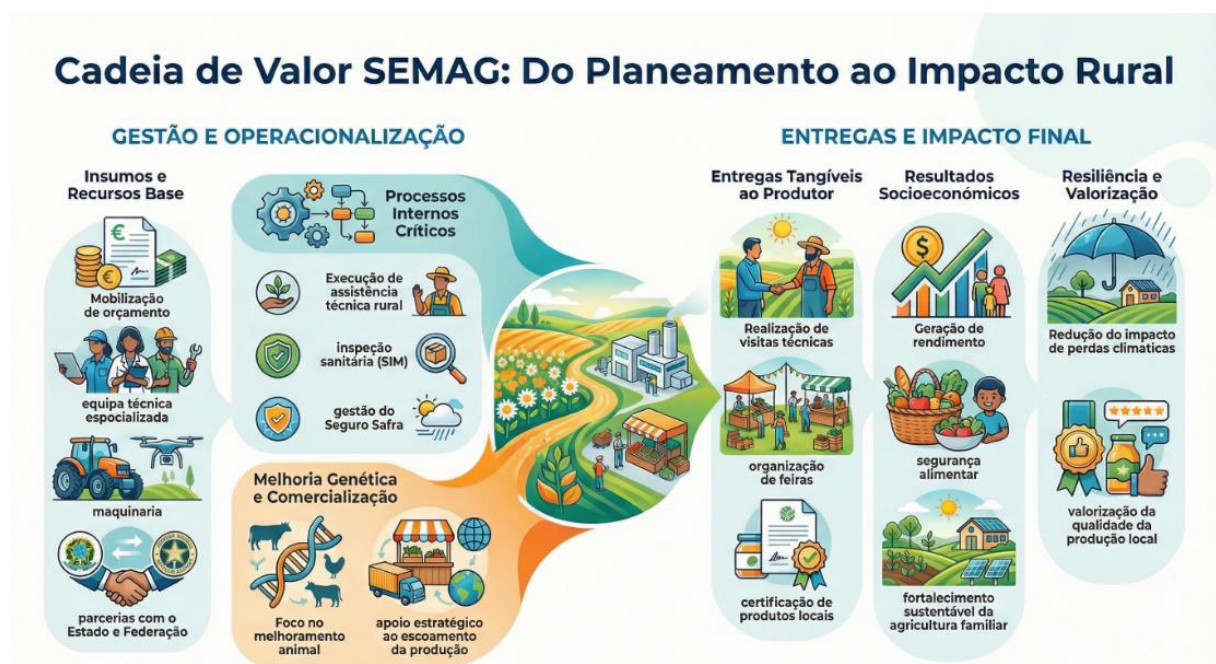 Cadeia de Valor SEMAG: Do Planeamento ao Impacto Rural
GESTÃO E OPERACIONALIZAÇÃO
Insumos e
Recursos Base
€
€
Mobilização
de orçamento
equipa técnica
espocializada
maquinaria
parcerias com o
Estado e Federação
Processos
Internos
Críticos
Execução de
assistência
técnica rural
inspeção
sanitária (SIM)
gestão do
Seguro Safra
Melhoria Genética
e Comercialização
Foco no
melhoramento
animal
apoio estratégico
ao escoamento
da produção
ENTREGAS E IMPACTO FINAL
Entregas Tangíveis
ao Produtor
Realização de
visitas técnicas
organização
de feiras
certificação de
produtos locais
Resultados
Socioeconómicos
$
Geração de
rendimento
segurança
alimentar
fortalecimento
sustentável da
agricultura familiar
Resiliência e
Valorização
Redução do impacto
de perdas climaticas
valorização da
qualidade da
produção local